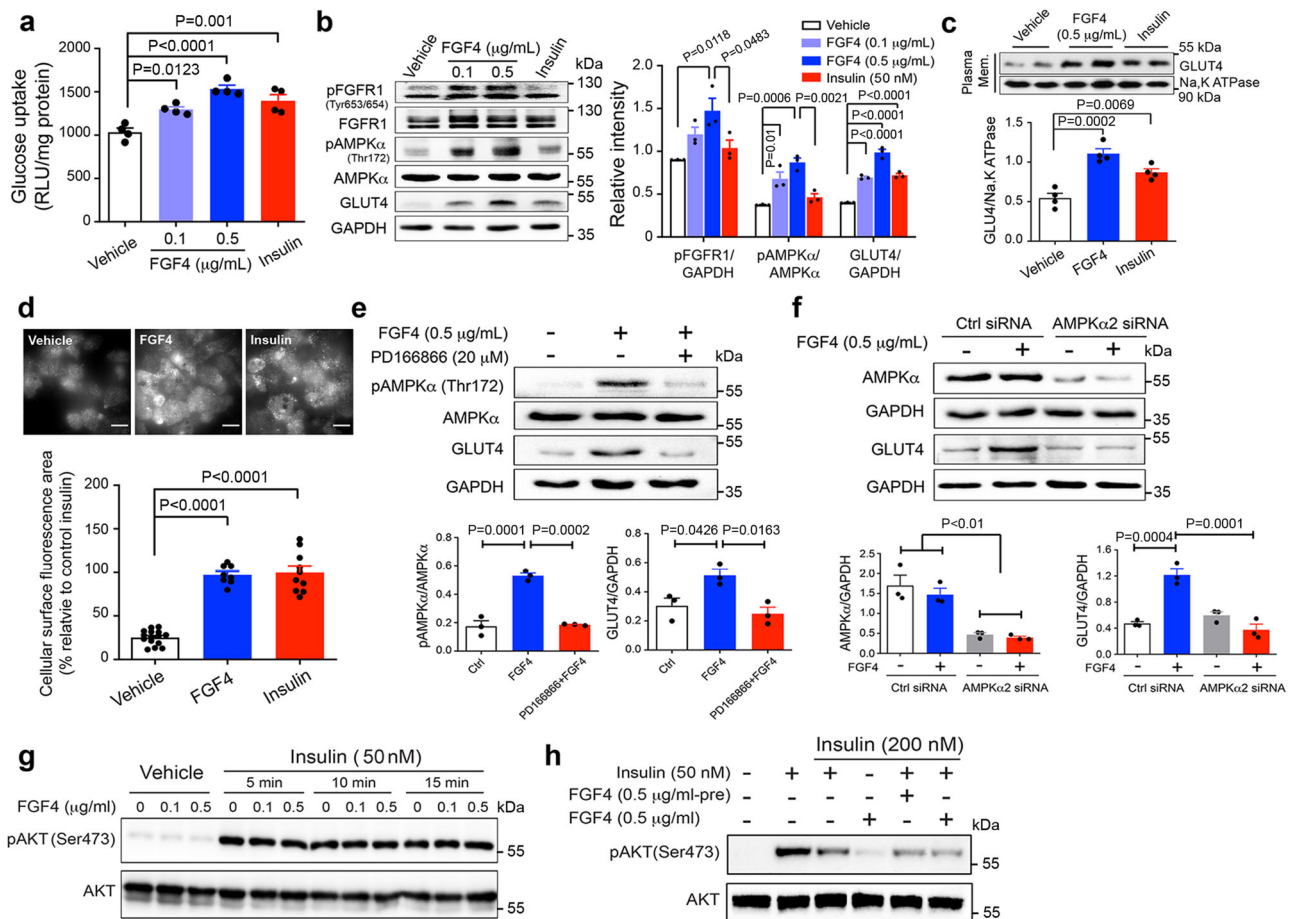 a
P=0.001
P<0.0001
P=0.0123
2000
1500
1000
500
0
Glucose uptake
(RLU/mg protein)
Vehicle
0.1
0.5
Insulin
FGF4 (μg/mL)
b
Vehicle
FGF4 (μg/mL)
0.1
0.5
Insulin
kDa
pFGFR1
(Tyr653/654)
130
FGFR1
130
pAMPKα
(Thr172)
55
AMPKα
GLUT4
55
GAPDH
35
Vehicle
FGF4 (0.1 μg/mL)
FGF4 (0.5 μg/mL)
Insulin (50 nM)
P=0.0118
P=0.0483
P=0.0006
P=0.0021
P=0.01
P<0.0001
P<0.0001
P<0.0001
Relative intensity
2.0
1.5
1.0
0.5
0.0
pFGFR1/
GAPDH
pAMPKα/
AMPKα
GLUT4/
GAPDH
c
Vehicle
FGF4
(0.5 μg/mL)
Insulin
Plasma
Mem.
55 kDa
GLUT4
Na,K ATPase
90 kDa
P=0.0069
P=0.0002
GLU4/Na,K ATPase
1.5
1.0
0.5
0.0
Vehicle
FGF4
Insulin
d
Vehicle
FGF4
Insulin
P<0.0001
P<0.0001
Cellular surface fluorescence area
(% relatvie to control insulin)
200
150
100
50
0
Vehicle
FGF4
Insulin
e
FGF4 (0.5 μg/mL)
- + +
PD166866 (20 μM)
- - +
kDa
pAMPKα (Thr172)
55
AMPKα
55
GLUT4
55
GAPDH
35
P=0.0001
P=0.0002
pAMPKα/AMPKα
0.8
0.6
0.4
0.2
0.0
Ctrl
FGF4
PD166866+FGF4
P=0.0426
P=0.0163
GLUT4/GAPDH
0.8
0.6
0.4
0.2
0.0
Ctrl
FGF4
PD166866+FGF4
f
Ctrl siRNA
AMPKα2 siRNA
FGF4 (0.5 μg/mL)
- + - +
kDa
AMPKα
55
GAPDH
35
GLUT4
55
GAPDH
35
P<0.01
AMPKα/GAPDH
2.5
2.0
1.5
1.0
0.5
0.0
FGF4
- + - +
Ctrl siRNA
AMPKα2 siRNA
P=0.0001
P=0.0004
GLUT4/GAPDH
1.6
1.2
0.8
0.4
0.0
FGF4
- + - +
Ctrl siRNA
AMPKα2 siRNA
g
Vehicle
Insulin (50 nM)
5 min
10 min
15 min
FGF4 (μg/ml)
0 0.1 0.5 0 0.1 0.5 0 0.1 0.5 0 0.1 0.5
kDa
pAKT(Ser473)
55
AKT
55
h
Insulin (200 nM)
Insulin (50 nM)
- + + - + +
FGF4 (0.5 μg/ml-pre)
- - - - + -
FGF4 (0.5 μg/ml)
- - - + - +
kDa
pAKT(Ser473)
55
AKT
55